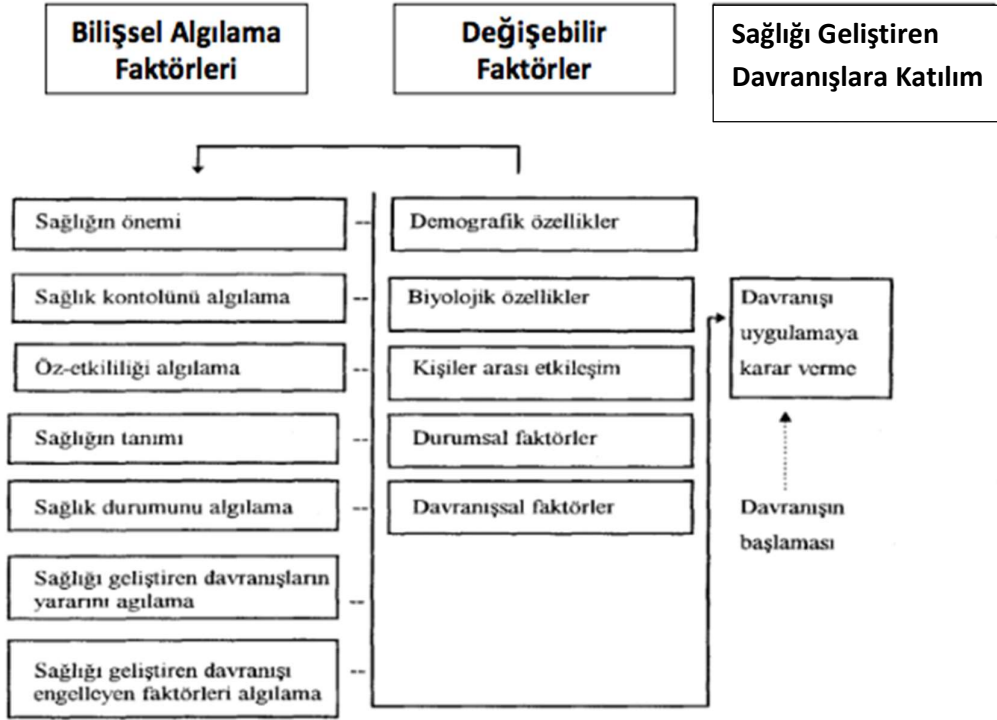 Bilişsel Algılama
Faktörleri
Değişebilir
Faktörler
Sağlığı Geliştiren
Davranışlara Katılım
Sağlığın önemi
Sağlık kontolünü algılama
Öz-etkililiği algılama
Sağlığın tanımı
Sağlık durumunu algılama
Sağlığı geliştiren davranışların
yararını agılama
Sağlığı geliştiren davranışı
engelleyen faktörleri algılama
Demografik özellikler
Biyolojik özellikler
Kişiler arası etkileşim
Durumsal faktörler
Davranışsal faktörler
Davranışı
uygulamaya
karar verme
Davranışın
başlaması